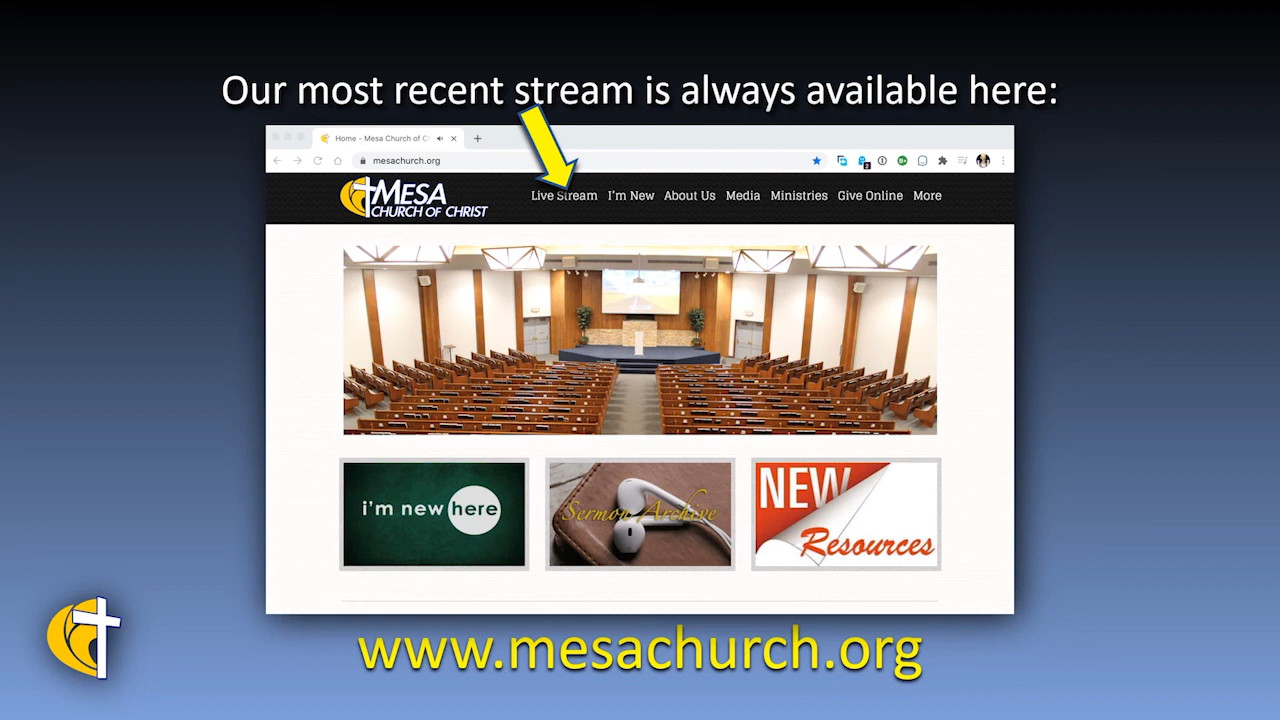 Our most recent stream is always available here:
Home - Mesa Church of C
mesachurch.org
2
MESA
CHURCH OF CHRIST
Live Stream I'm New About Us Media Ministries Give Online More
i'm new here
Sermon Archive
NEW
Resources
www.mesachurch.org